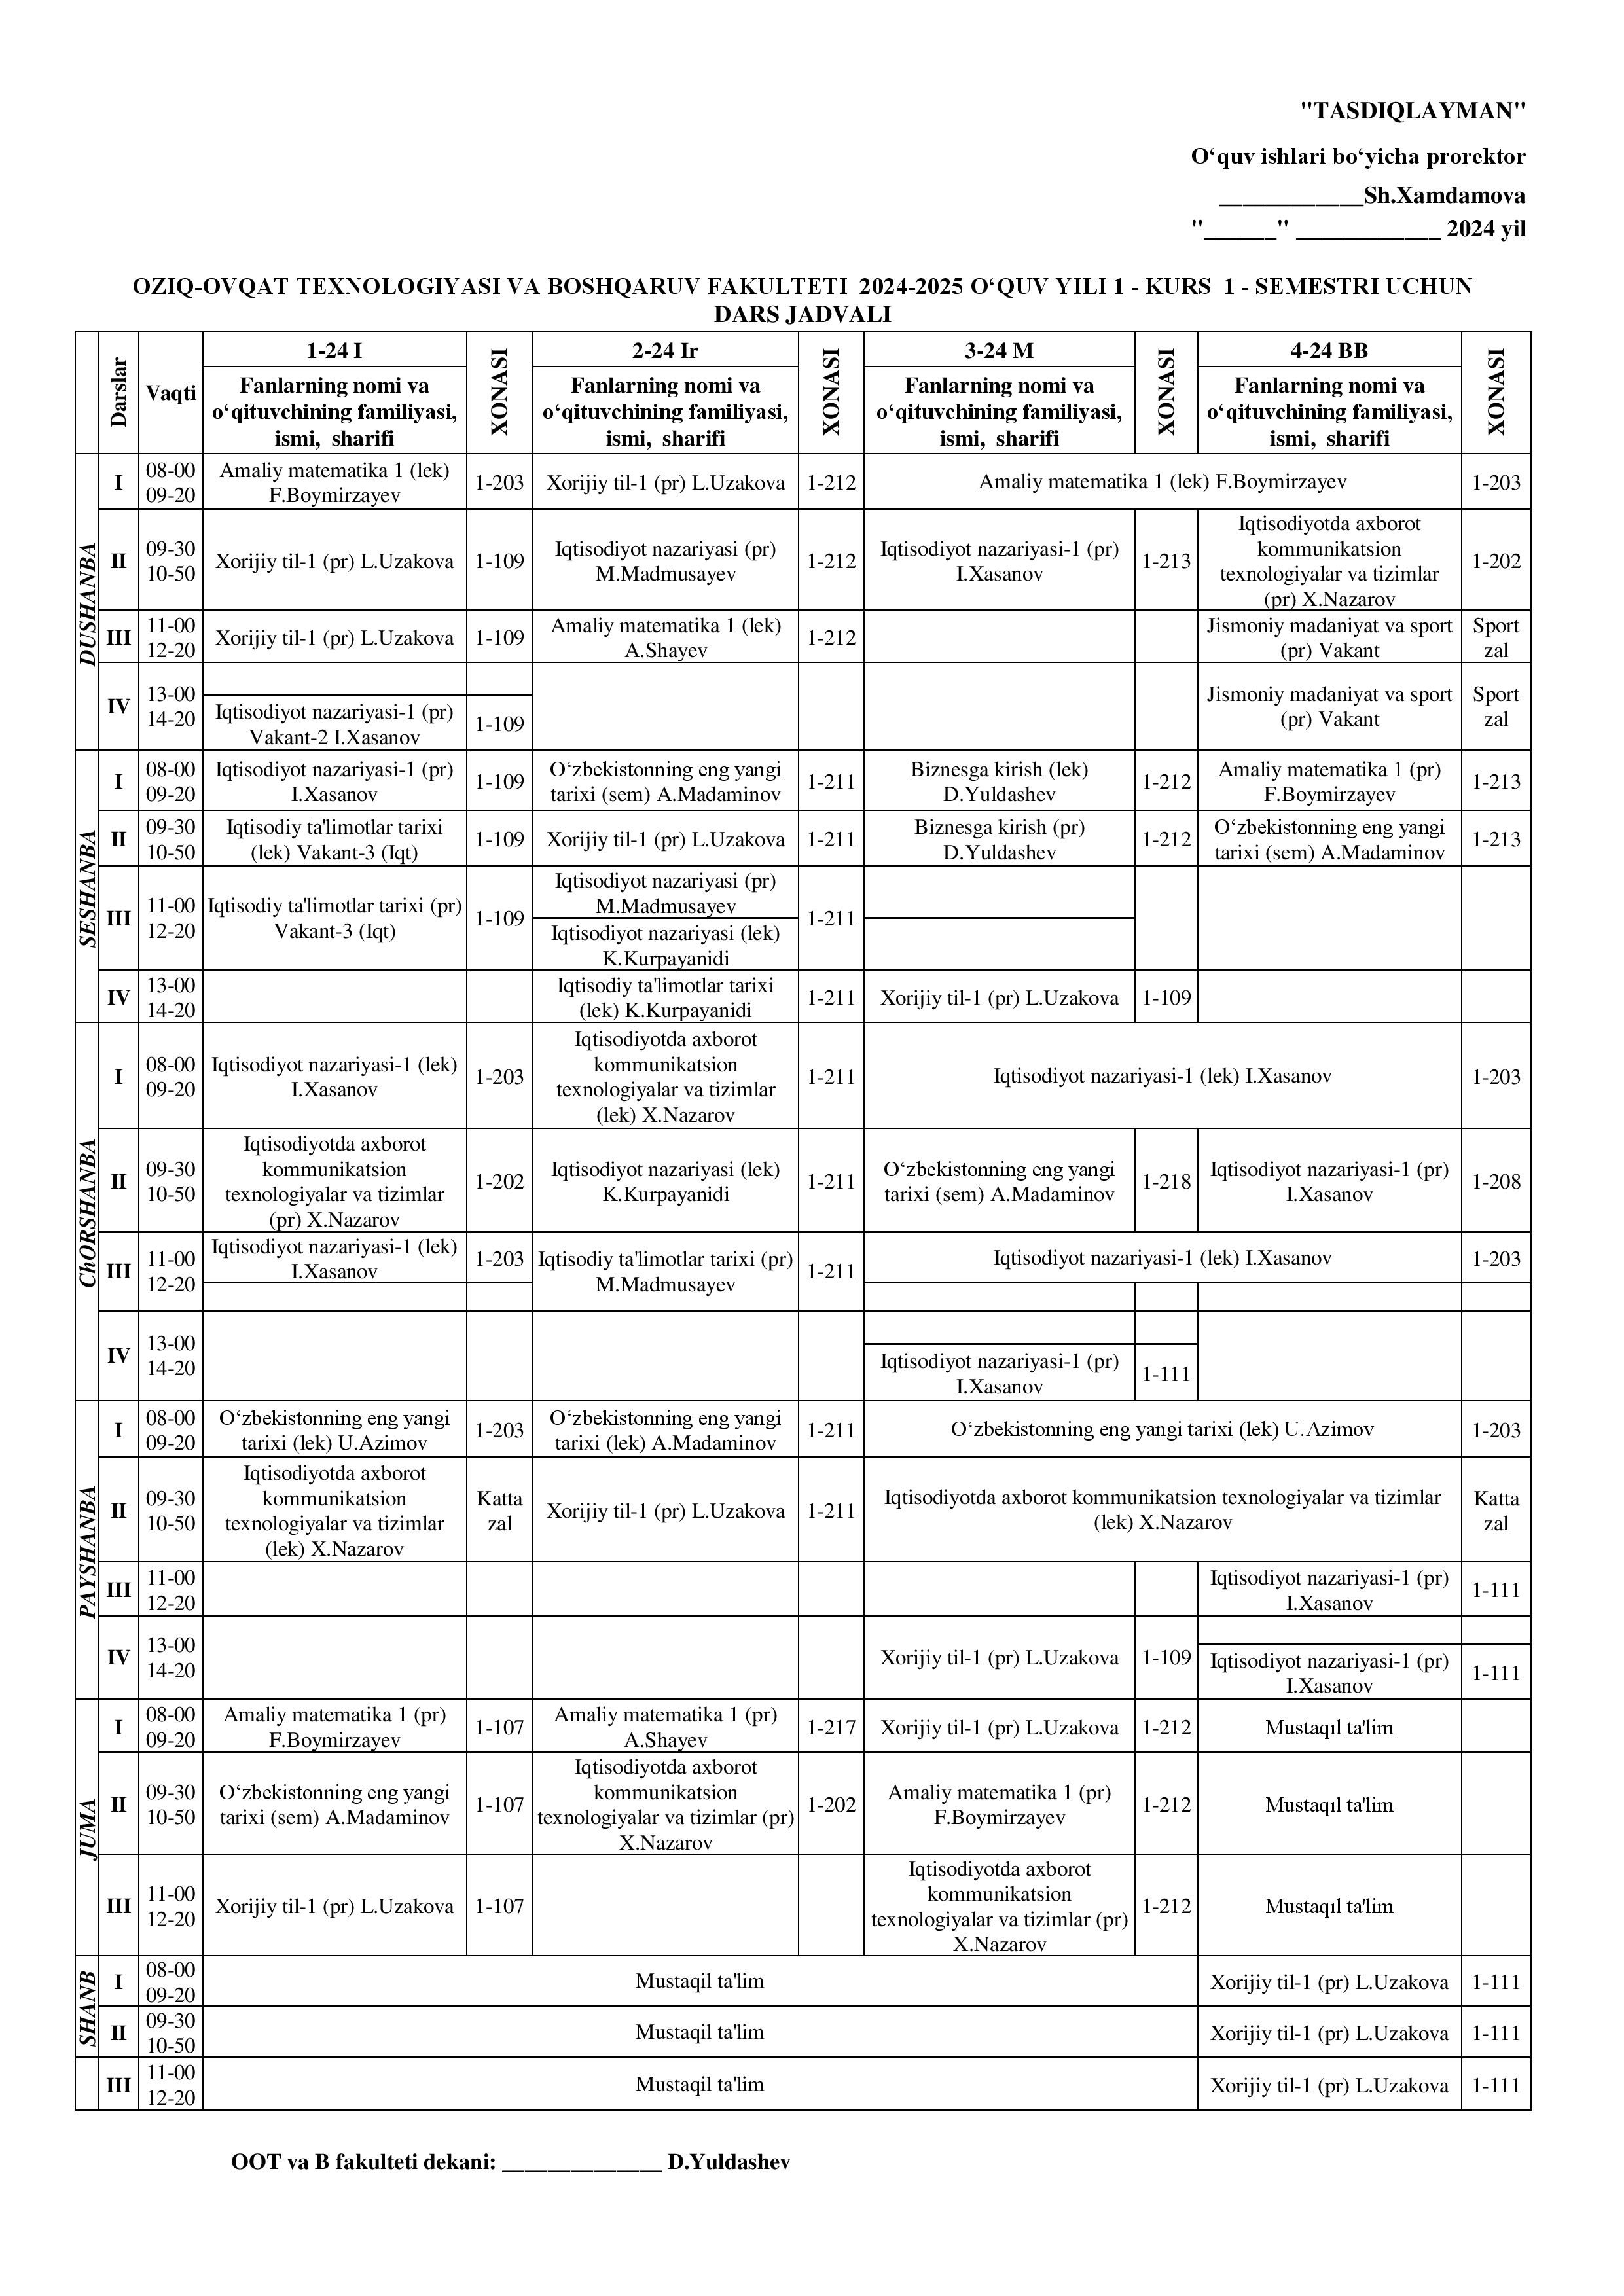 "TASDIQLAYMAN"
O‘quv ishlari bo‘yicha prorektor
____________Sh.Xamdamova
"______" ____________ 2024 yil
OZIQ-OVQAT TEXNOLOGIYASI VA BOSHQARUV FAKULTETI 2024-2025 O‘QUV YILI 1 - KURS 1 - SEMESTRI UCHUN
DARS JADVALI
Darslar
Vaqti
1-24 I
XONASI
2-24 Ir
XONASI
3-24 M
XONASI
4-24 BB
XONASI
Fanlarning nomi va
o‘qituvchining familiyasi,
ismi, sharifi
Fanlarning nomi va
o‘qituvchining familiyasi,
ismi, sharifi
Fanlarning nomi va
o‘qituvchining familiyasi,
ismi, sharifi
Fanlarning nomi va
o‘qituvchining familiyasi,
ismi, sharifi
DUSHANBA
I
08-00
09-20
Amaliy matematika 1 (lek)
F.Boymirzayev
1-203
Xorijiy til-1 (pr) L.Uzakova
1-212
Amaliy matematika 1 (lek) F.Boymirzayev
1-203
II
09-30
10-50
Xorijiy til-1 (pr) L.Uzakova
1-109
Iqtisodiyot nazariyasi (pr)
M.Madmusayev
1-212
Iqtisodiyot nazariyasi-1 (pr)
I.Xasanov
1-213
Iqtisodiyotda axborot
kommunikatsion
texnologiyalar va tizimlar
(pr) X.Nazarov
1-202
III
11-00
12-20
Xorijiy til-1 (pr) L.Uzakova
1-109
Amaliy matematika 1 (lek)
A.Shayev
1-212
Jismoniy madaniyat va sport
(pr) Vakant
Sport
zal
IV
13-00
14-20
Iqtisodiyot nazariyasi-1 (pr)
Vakant-2 I.Xasanov
1-109
Jismoniy madaniyat va sport
(pr) Vakant
Sport
zal
SESHANBA
I
08-00
09-20
Iqtisodiyot nazariyasi-1 (pr)
I.Xasanov
1-109
O‘zbekistonning eng yangi
tarixi (sem) A.Madaminov
1-211
Biznesga kirish (lek)
D.Yuldashev
1-212
Amaliy matematika 1 (pr)
F.Boymirzayev
1-213
II
09-30
10-50
Iqtisodiy ta'limotlar tarixi
(lek) Vakant-3 (Iqt)
1-109
Xorijiy til-1 (pr) L.Uzakova
1-211
Biznesga kirish (pr)
D.Yuldashev
1-212
O‘zbekistonning eng yangi
tarixi (sem) A.Madaminov
1-213
III
11-00
12-20
Iqtisodiy ta'limotlar tarixi (pr)
Vakant-3 (Iqt)
1-109
Iqtisodiyot nazariyasi (pr)
M.Madmusayev
Iqtisodiyot nazariyasi (lek)
K.Kurpayanidi
1-211
IV
13-00
14-20
Iqtisodiy ta'limotlar tarixi
(lek) K.Kurpayanidi
1-211
Xorijiy til-1 (pr) L.Uzakova
1-109
ChORSHANBA
I
08-00
09-20
Iqtisodiyot nazariyasi-1 (lek)
I.Xasanov
1-203
Iqtisodiyotda axborot
kommunikatsion
texnologiyalar va tizimlar
(lek) X.Nazarov
1-211
Iqtisodiyot nazariyasi-1 (lek) I.Xasanov
1-203
II
09-30
10-50
Iqtisodiyotda axborot
kommunikatsion
texnologiyalar va tizimlar
(pr) X.Nazarov
1-202
Iqtisodiyot nazariyasi (lek)
K.Kurpayanidi
1-211
O‘zbekistonning eng yangi
tarixi (sem) A.Madaminov
1-218
Iqtisodiyot nazariyasi-1 (pr)
I.Xasanov
1-208
III
11-00
12-20
Iqtisodiyot nazariyasi-1 (lek)
I.Xasanov
1-203
Iqtisodiy ta'limotlar tarixi (pr)
M.Madmusayev
1-211
Iqtisodiyot nazariyasi-1 (lek) I.Xasanov
1-203
IV
13-00
14-20
Iqtisodiyot nazariyasi-1 (pr)
I.Xasanov
1-111
PAYSHANBA
I
08-00
09-20
O‘zbekistonning eng yangi
tarixi (lek) U.Azimov
1-203
O‘zbekistonning eng yangi
tarixi (lek) A.Madaminov
1-211
O‘zbekistonning eng yangi tarixi (lek) U.Azimov
1-203
II
09-30
10-50
Iqtisodiyotda axborot
kommunikatsion
texnologiyalar va tizimlar
(lek) X.Nazarov
Katta
zal
Xorijiy til-1 (pr) L.Uzakova
1-211
Iqtisodiyotda axborot kommunikatsion texnologiyalar va tizimlar
(lek) X.Nazarov
Katta
zal
III
11-00
12-20
Iqtisodiyot nazariyasi-1 (pr)
I.Xasanov
1-111
IV
13-00
14-20
Xorijiy til-1 (pr) L.Uzakova
1-109
Iqtisodiyot nazariyasi-1 (pr)
I.Xasanov
1-111
JUMA
I
08-00
09-20
Amaliy matematika 1 (pr)
F.Boymirzayev
1-107
Amaliy matematika 1 (pr)
A.Shayev
1-217
Xorijiy til-1 (pr) L.Uzakova
1-212
Mustaqıl ta'lim
II
09-30
10-50
O‘zbekistonning eng yangi
tarixi (sem) A.Madaminov
1-107
Iqtisodiyotda axborot
kommunikatsion
texnologiyalar va tizimlar (pr)
X.Nazarov
1-202
Amaliy matematika 1 (pr)
F.Boymirzayev
1-212
Mustaqıl ta'lim
III
11-00
12-20
Xorijiy til-1 (pr) L.Uzakova
1-107
Iqtisodiyotda axborot
kommunikatsion
texnologiyalar va tizimlar (pr)
X.Nazarov
1-212
Mustaqıl ta'lim
SHANB
I
08-00
09-20
Mustaqil ta'lim
Xorijiy til-1 (pr) L.Uzakova
1-111
II
09-30
10-50
Mustaqil ta'lim
Xorijiy til-1 (pr) L.Uzakova
1-111
III
11-00
12-20
Mustaqil ta'lim
Xorijiy til-1 (pr) L.Uzakova
1-111
OOT va B fakulteti dekani: ______________ D.Yuldashev